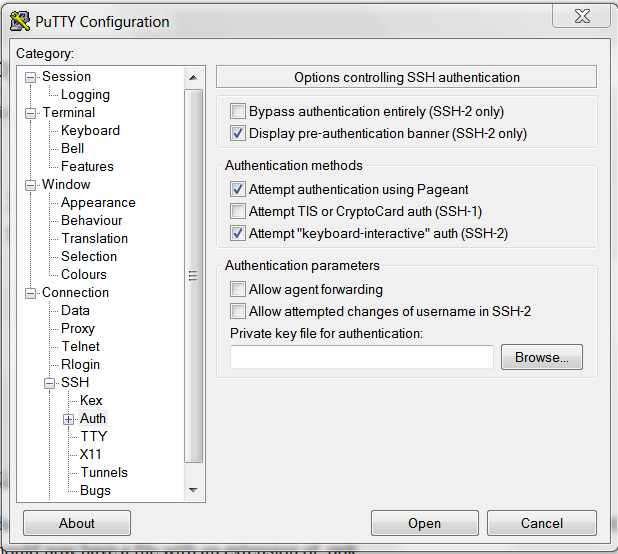 PuTTY Configuration
Category:
Session
Logging
Terminal
Keyboard
Bell
Features
Window
Appearance
Behaviour
Translation
Selection
Colours
Connection
Data
Proxy
Telnet
Rlogin
SSH
Kex
Auth
TTY
X11
Tunnels
Bugs
Options controlling SSH authentication
Bypass authentication entirely (SSH-2 only)
Display pre-authentication banner (SSH-2 only)
Authentication methods
Attempt authentication using Pageant
Attempt TIS or CryptoCard auth (SSH-1)
Attempt "keyboard-interactive" auth (SSH-2)
Authentication parameters
Allow agent forwarding
Allow attempted changes of username in SSH-2
Private key file for authentication:
Browse...
About
Open
Cancel